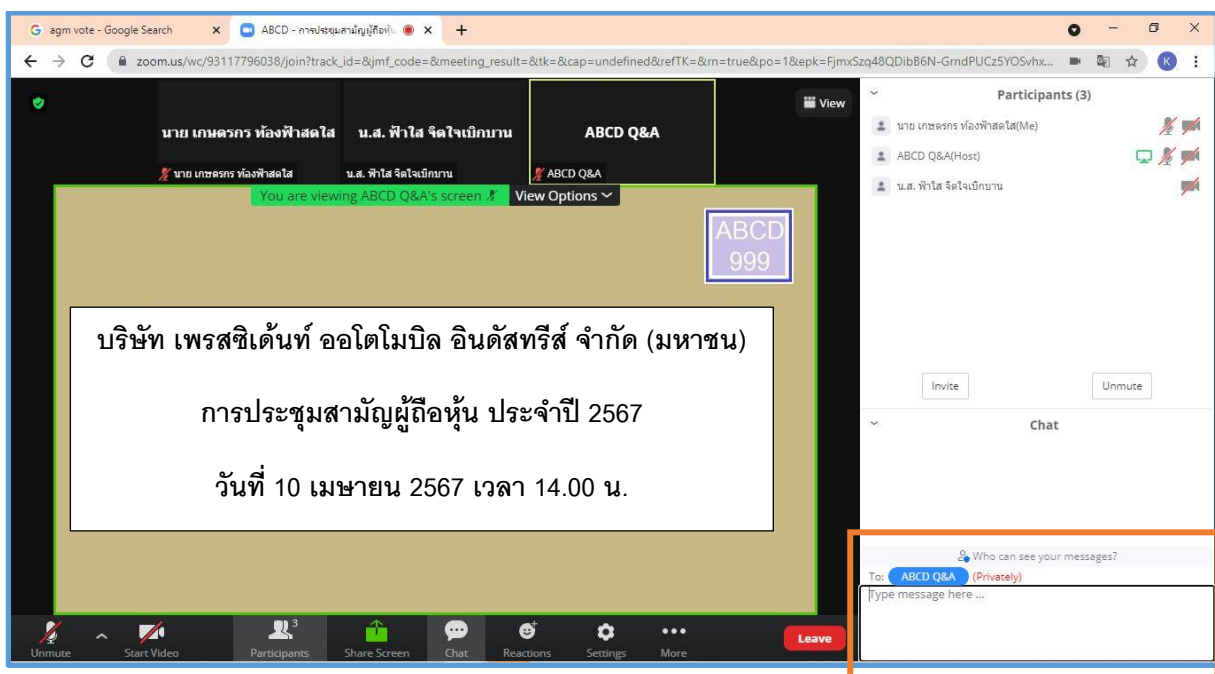 agm vote - Google Search
ABCD - การประชุมสามัญผู้ถือหุ้น
zoom.us/wc/93117796038/join?track_id=&jmf_code=&meeting_result=&tk=&cap=undefined&refTK=&rn=true&po=1&epk=FjmxSzq48QDibB6N-GrndPUCz5YOSvhx...
K
นาย เกษตรกร ท้องฟ้าสดใส
น.ส. ฟ้าใส จิตใจเบิกบาน
ABCD Q&A
View
นาย เกษตรกร ท้องฟ้าสดใส
น.ส. ฟ้าใส จิตใจเบิกบาน
ABCD Q&A
You are viewing ABCD Q&A's screen
View Options
ABCD
999
บริษัท เพรสซิเด้นท์ ออโตโมบิล อินดัสทรีส์ จำกัด (มหาชน)
การประชุมสามัญผู้ถือหุ้น ประจำปี 2567
วันที่ 10 เมษายน 2567 เวลา 14.00 น.
Unmute
Start Video
3
Participants
Share Screen
Chat
Reactions
Settings
More
Leave
Participants (3)
นาย เกษตรกร ท้องฟ้าสดใส(Me)
ABCD Q&A(Host)
น.ส. ฟ้าใส จิตใจเบิกบาน
Invite
Unmute
Chat
Who can see your messages?
To: ABCD Q&A (Privately)
Type message here ...